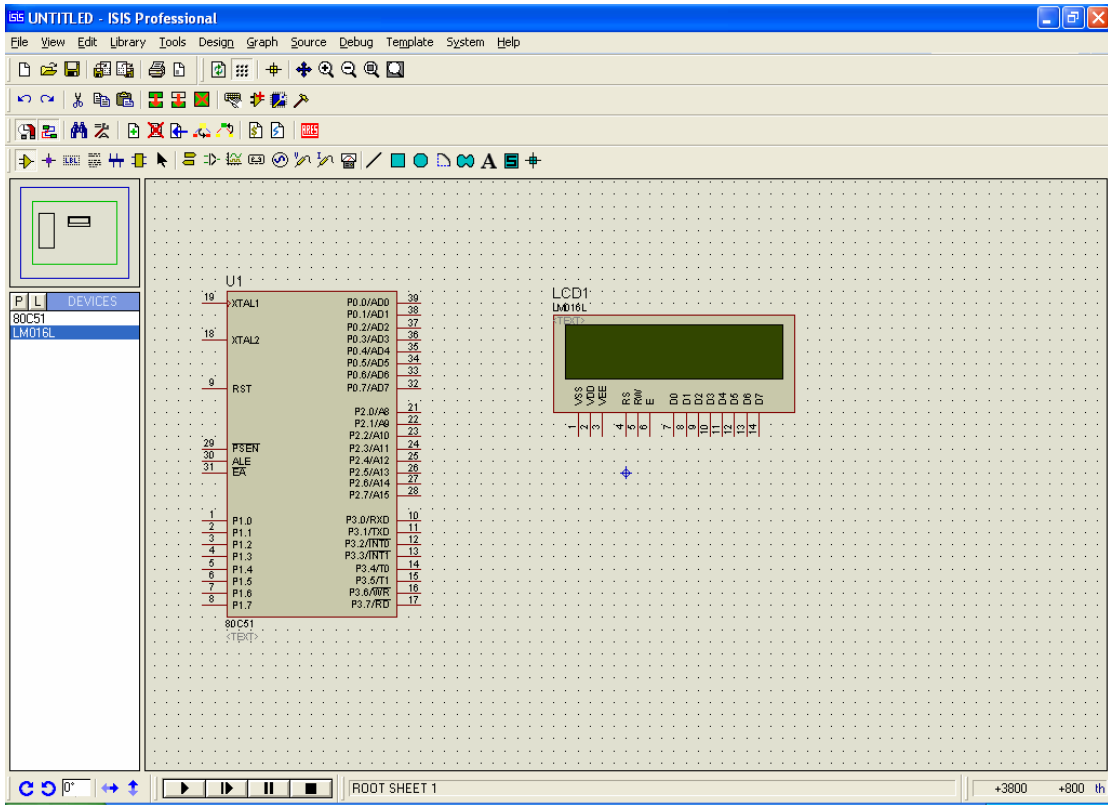 ISIS UNTITLED - ISIS Professional
File View Edit Library Tools Design Graph Source Debug Template System Help
LBL
ARES
A S
P L DEVICES
80C51
LM016L
U1
19 XTAL1 P0.0/AD0 39
P0.1/AD1 38
P0.2/AD2 37
18 XTAL2 P0.3/AD3 36
P0.4/AD4 35
P0.5/AD5 34
P0.6/AD6 33
9 RST P0.7/AD7 32
P2.0/A8 21
P2.1/A9 22
P2.2/A10 23
29 PSEN P2.3/A11 24
30 ALE P2.4/A12 25
31 EA P2.5/A13 26
P2.6/A14 27
P2.7/A15 28
1 P1.0 P3.0/RXD 10
2 P1.1 P3.1/TXD 11
3 P1.2 P3.2/INT0 12
4 P1.3 P3.3/INT1 13
5 P1.4 P3.4/T0 14
6 P1.5 P3.5/T1 15
7 P1.6 P3.6/WR 16
8 P1.7 P3.7/RD 17
80C51
<TEXT>
LCD1
LM016L
<TEXT>
VSS VDD VEE RS RW E D0 D1 D2 D3 D4 D5 D6 D7
1 2 3 4 5 6 7 8 9 10 11 12 13 14
0° ROOT SHEET 1 +3800 +800 th